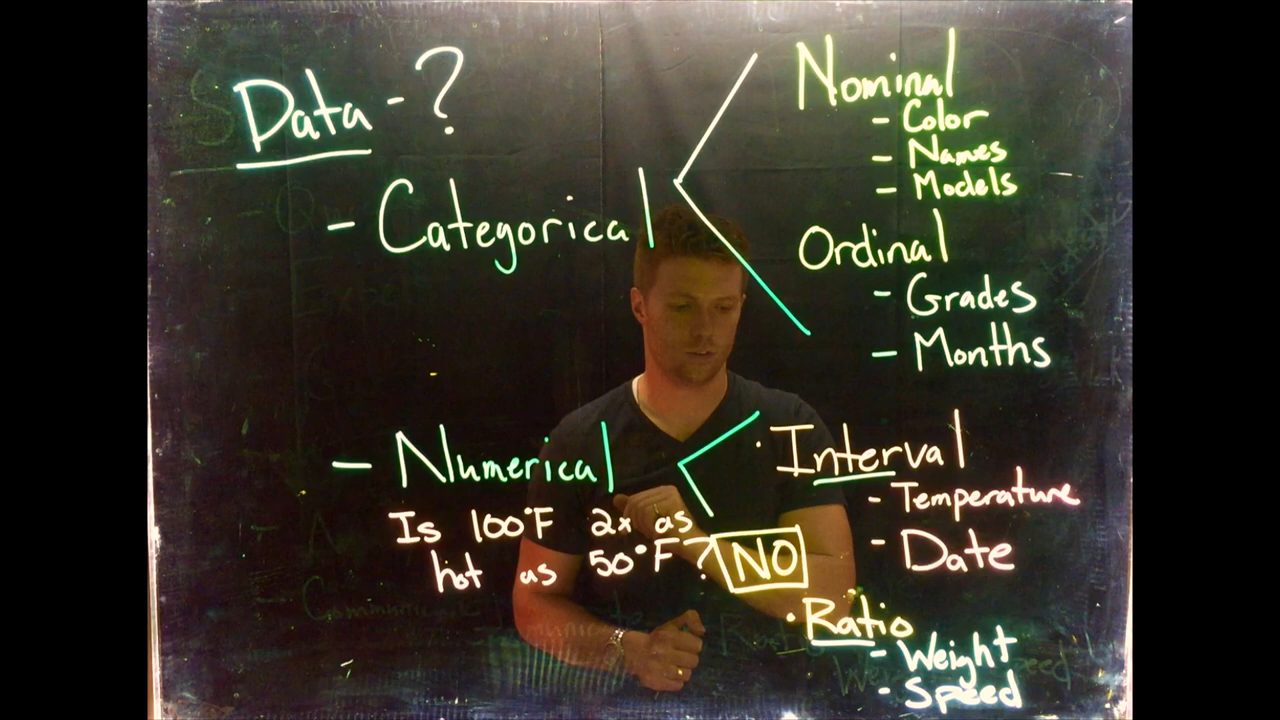 Data - ?
- Categorical
Nominal
- Color
- Names
- Models
Ordinal
- Grades
- Months
- Numerical
· Interval
- Temperature
- Date
Is 100°F 2x as
hot as 50°F? NO
· Ratio
- Weight
- Speed